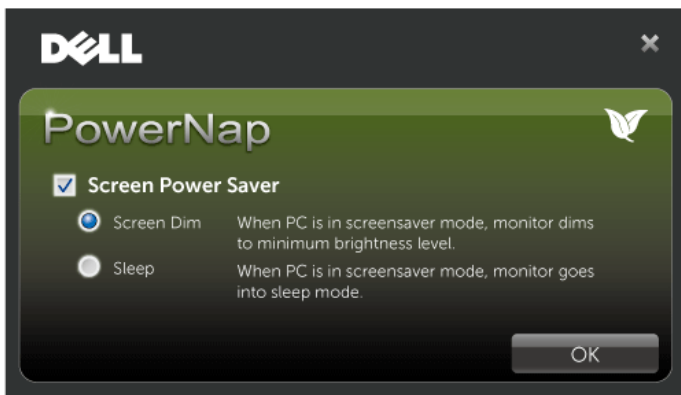 DELL
PowerNap
Screen Power Saver
Screen Dim When PC is in screensaver mode, monitor dims
to minimum brightness level.
Sleep When PC is in screensaver mode, monitor goes
into sleep mode.
OK